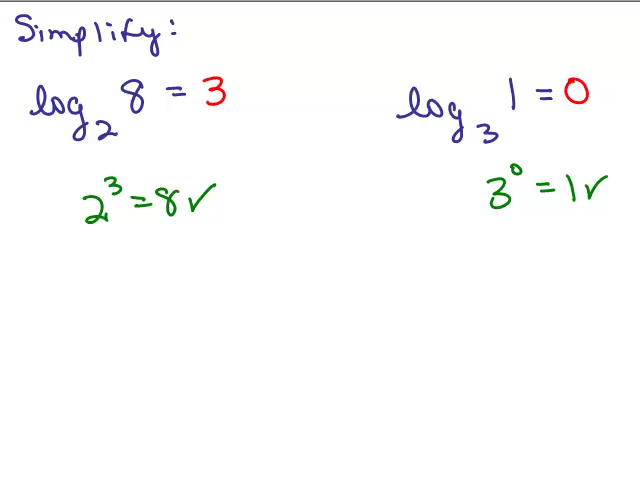 Simplify:
log₂ 8 = 3
log₃ 1 = 0
2³ = 8 ✓
3⁰ = 1 ✓